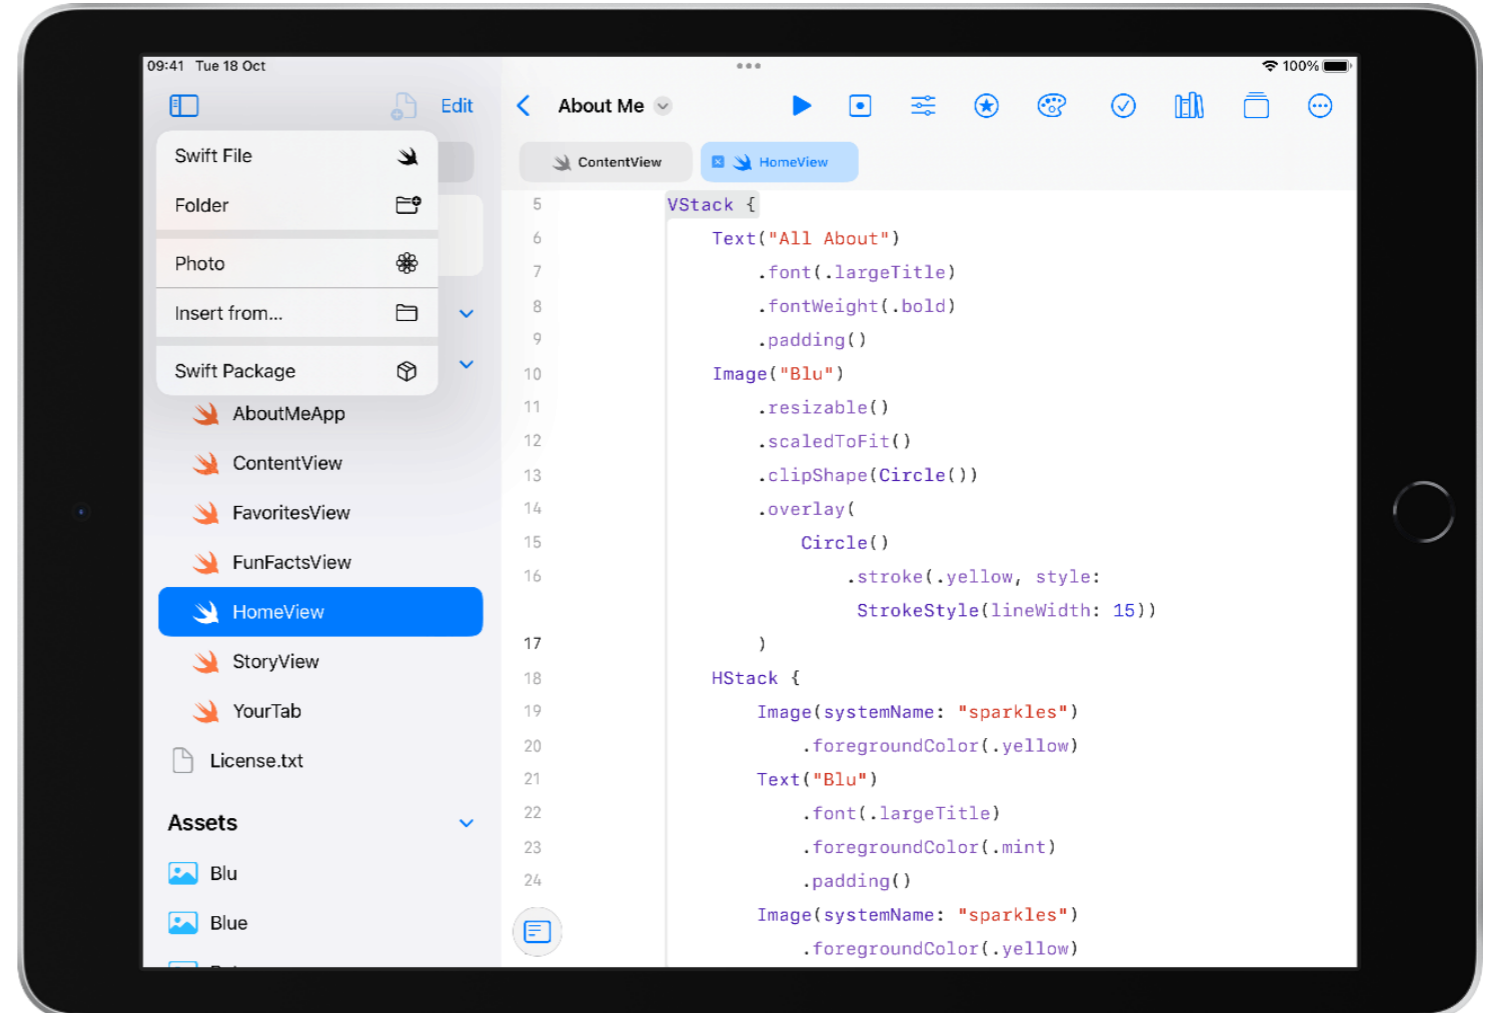 09:41 Tue 18 Oct
100%
Edit
About Me
Swift File
Folder
Photo
Insert from...
Swift Package
AboutMeApp
ContentView
FavoritesView
FunFactsView
HomeView
StoryView
YourTab
License.txt
Assets
Blu
Blue
ContentView
HomeView
5 VStack {
6 Text("All About")
7 .font(.largeTitle)
8 .fontWeight(.bold)
9 .padding()
10 Image("Blu")
11 .resizable()
12 .scaledToFit()
13 .clipShape(Circle())
14 .overlay(
15 Circle()
16 .stroke(.yellow, style:
StrokeStyle(lineWidth: 15))
17 )
18 HStack {
19 Image(systemName: "sparkles")
20 .foregroundColor(.yellow)
21 Text("Blu")
22 .font(.largeTitle)
23 .foregroundColor(.mint)
24 .padding()
Image(systemName: "sparkles")
.foregroundColor(.yellow)